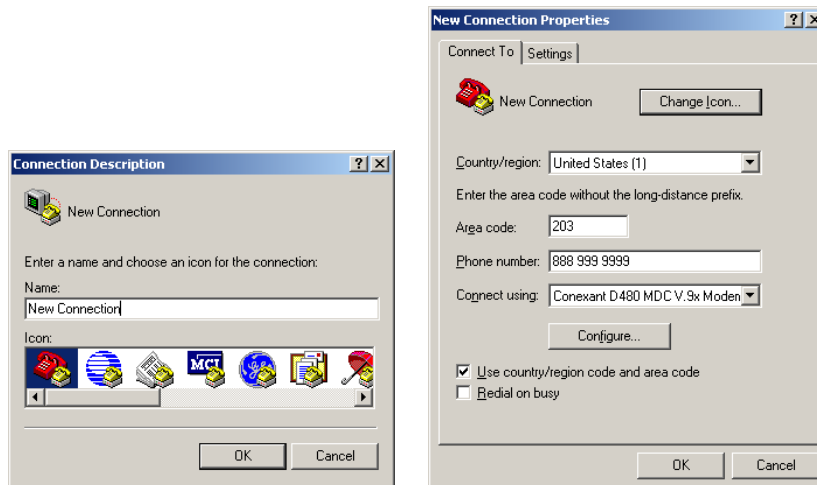 Connection Description
New Connection
Enter a name and choose an icon for the connection:
Name:
New Connection
Icon:
MCI
OK Cancel
New Connection Properties
Connect To Settings
New Connection Change Icon...
Country/region: United States (1)
Enter the area code without the long-distance prefix.
Area code: 203
Phone number: 888 999 9999
Connect using: Conexant D480 MDC V.9x Modem
Configure...
Use country/region code and area code
Redial on busy
OK Cancel